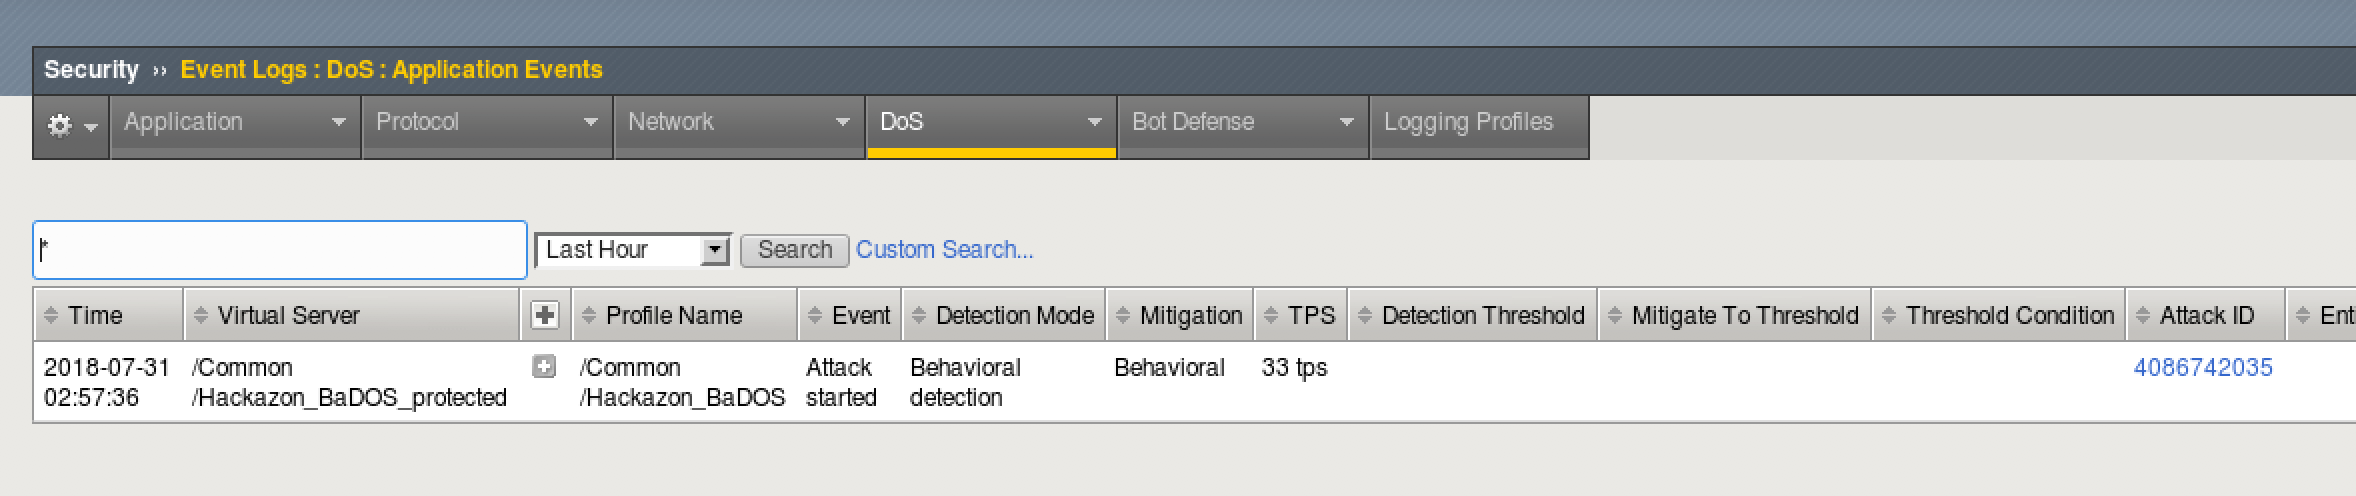 Security ›› Event Logs : DoS : Application Events
Application Protocol Network DoS Bot Defense Logging Profiles
* Last Hour Search Custom Search...
Time Virtual Server Profile Name Event Detection Mode Mitigation TPS Detection Threshold Mitigate To Threshold Threshold Condition Attack ID
2018-07-31 /Common /Common Attack Behavioral Behavioral 33 tps 4086742035
02:57:36 /Hackazon_BaDOS_protected /Hackazon_BaDOS started detection